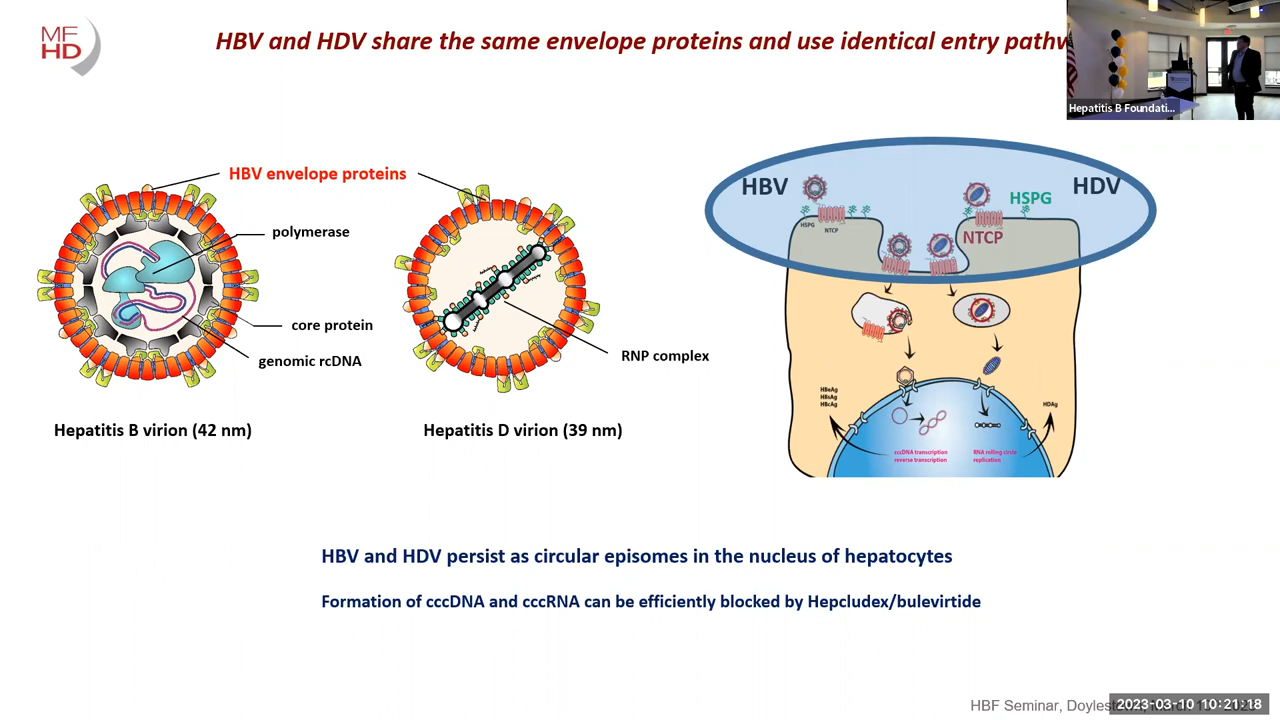 MF
HD
HBV and HDV share the same envelope proteins and use identical entry
Hepatitis B Foundati...
HBV envelope proteins
polymerase
core protein
genomic rcDNA
Hepatitis B virion (42 nm)
RNP complex
Hepatitis D virion (39 nm)
HBV
HDV
HSPG
HSPG
NTCP
NTCP
HBeAg
HBsAg
HBcAg
HDAg
cccDNA transcription
reverse transcription
RNA rolling circle
replication
HBV and HDV persist as circular episomes in the nucleus of hepatocytes
Formation of cccDNA and cccRNA can be efficiently blocked by Hepcludex/bulevirtide
HBF Seminar,
2023-03-10 10:21:18